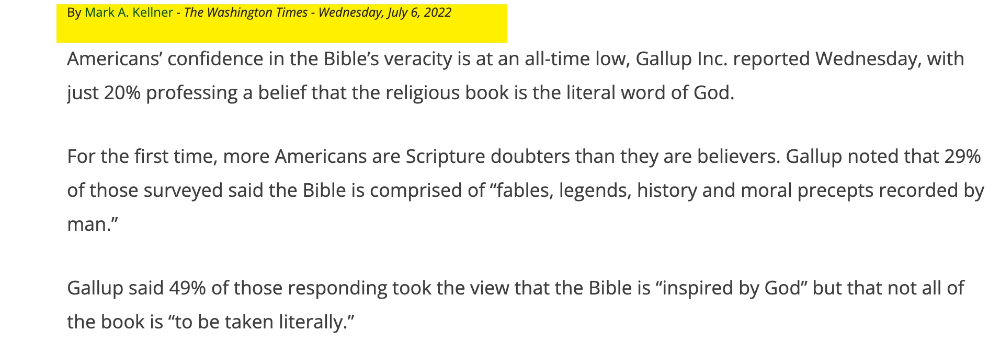 By Mark A. Kellner - The Washington Times - Wednesday, July 6, 2022
Americans’ confidence in the Bible’s veracity is at an all-time low, Gallup Inc. reported Wednesday, with
just 20% professing a belief that the religious book is the literal word of God.
For the first time, more Americans are Scripture doubters than they are believers. Gallup noted that 29%
of those surveyed said the Bible is comprised of “fables, legends, history and moral precepts recorded by
man.”
Gallup said 49% of those responding took the view that the Bible is “inspired by God” but that not all of
the book is “to be taken literally.”